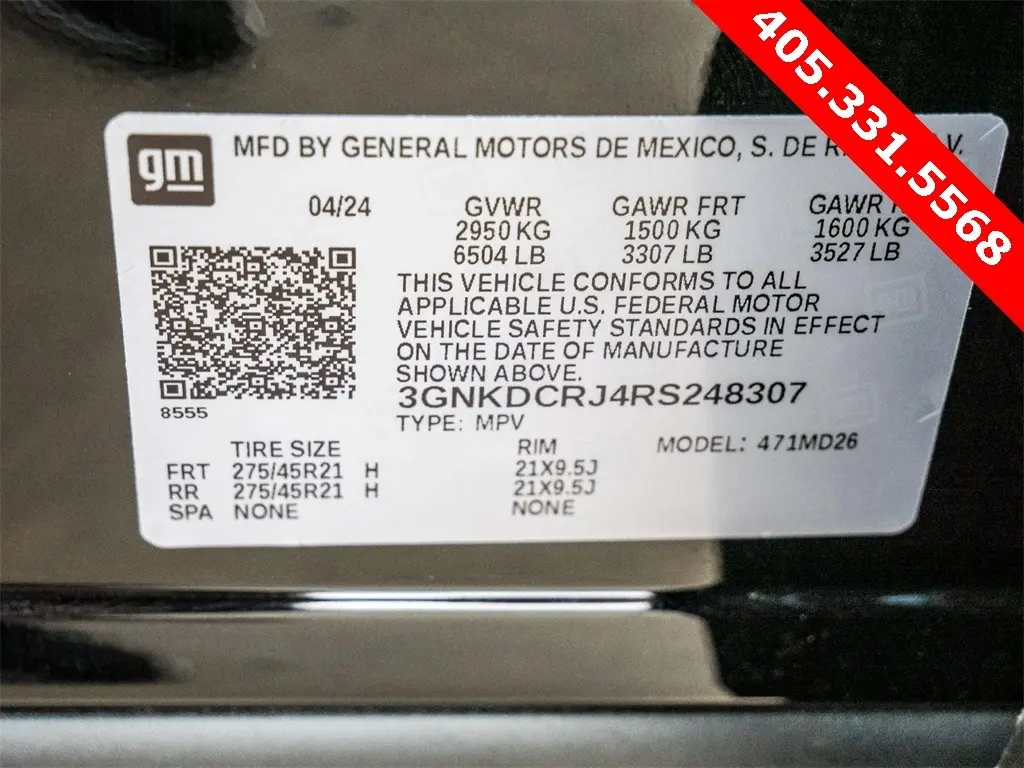 405.331.5568
gm
MFD BY GENERAL MOTORS DE MEXICO, S. DE R. V.
04/24 GVWR GAWR FRT GAWR
2950 KG 1500 KG 1600 KG
6504 LB 3307 LB 3527 LB
THIS VEHICLE CONFORMS TO ALL
APPLICABLE U.S. FEDERAL MOTOR
VEHICLE SAFETY STANDARDS IN EFFECT
ON THE DATE OF MANUFACTURE
SHOWN ABOVE.
3GNKDCRJ4RS248307
8555
TYPE: MPV
TIRE SIZE RIM MODEL: 471MD26
FRT 275/45R21 H 21X9.5J
RR 275/45R21 H 21X9.5J
SPA NONE NONE